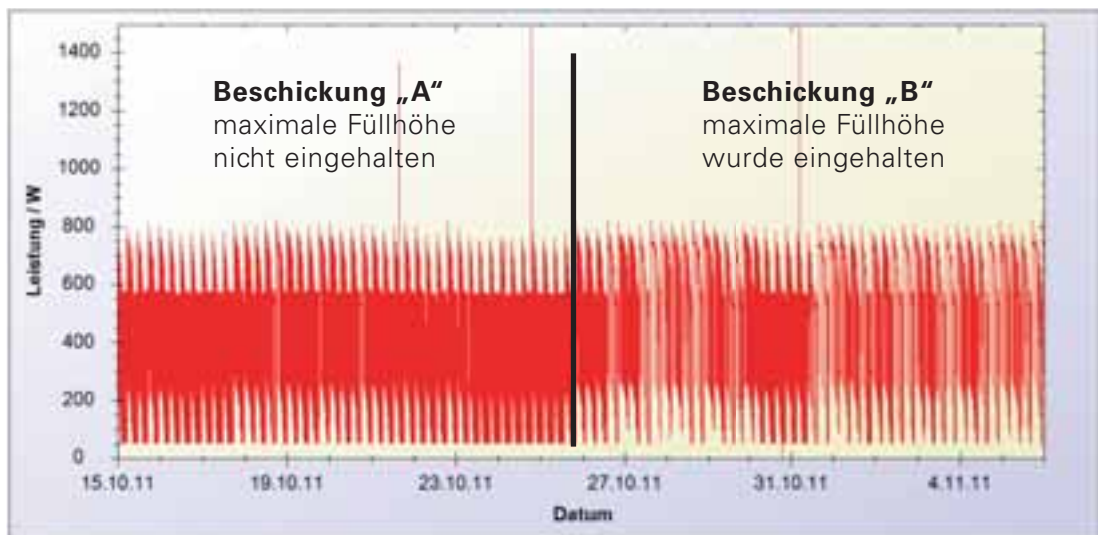 1400
1200
1000
800
600
400
200
0
Leistung / W
Beschickung „A“
maximale Füllhöhe
nicht eingehalten
Beschickung „B“
maximale Füllhöhe
wurde eingehalten
15.10.11 19.10.11 23.10.11 27.10.11 31.10.11 4.11.11
Datum